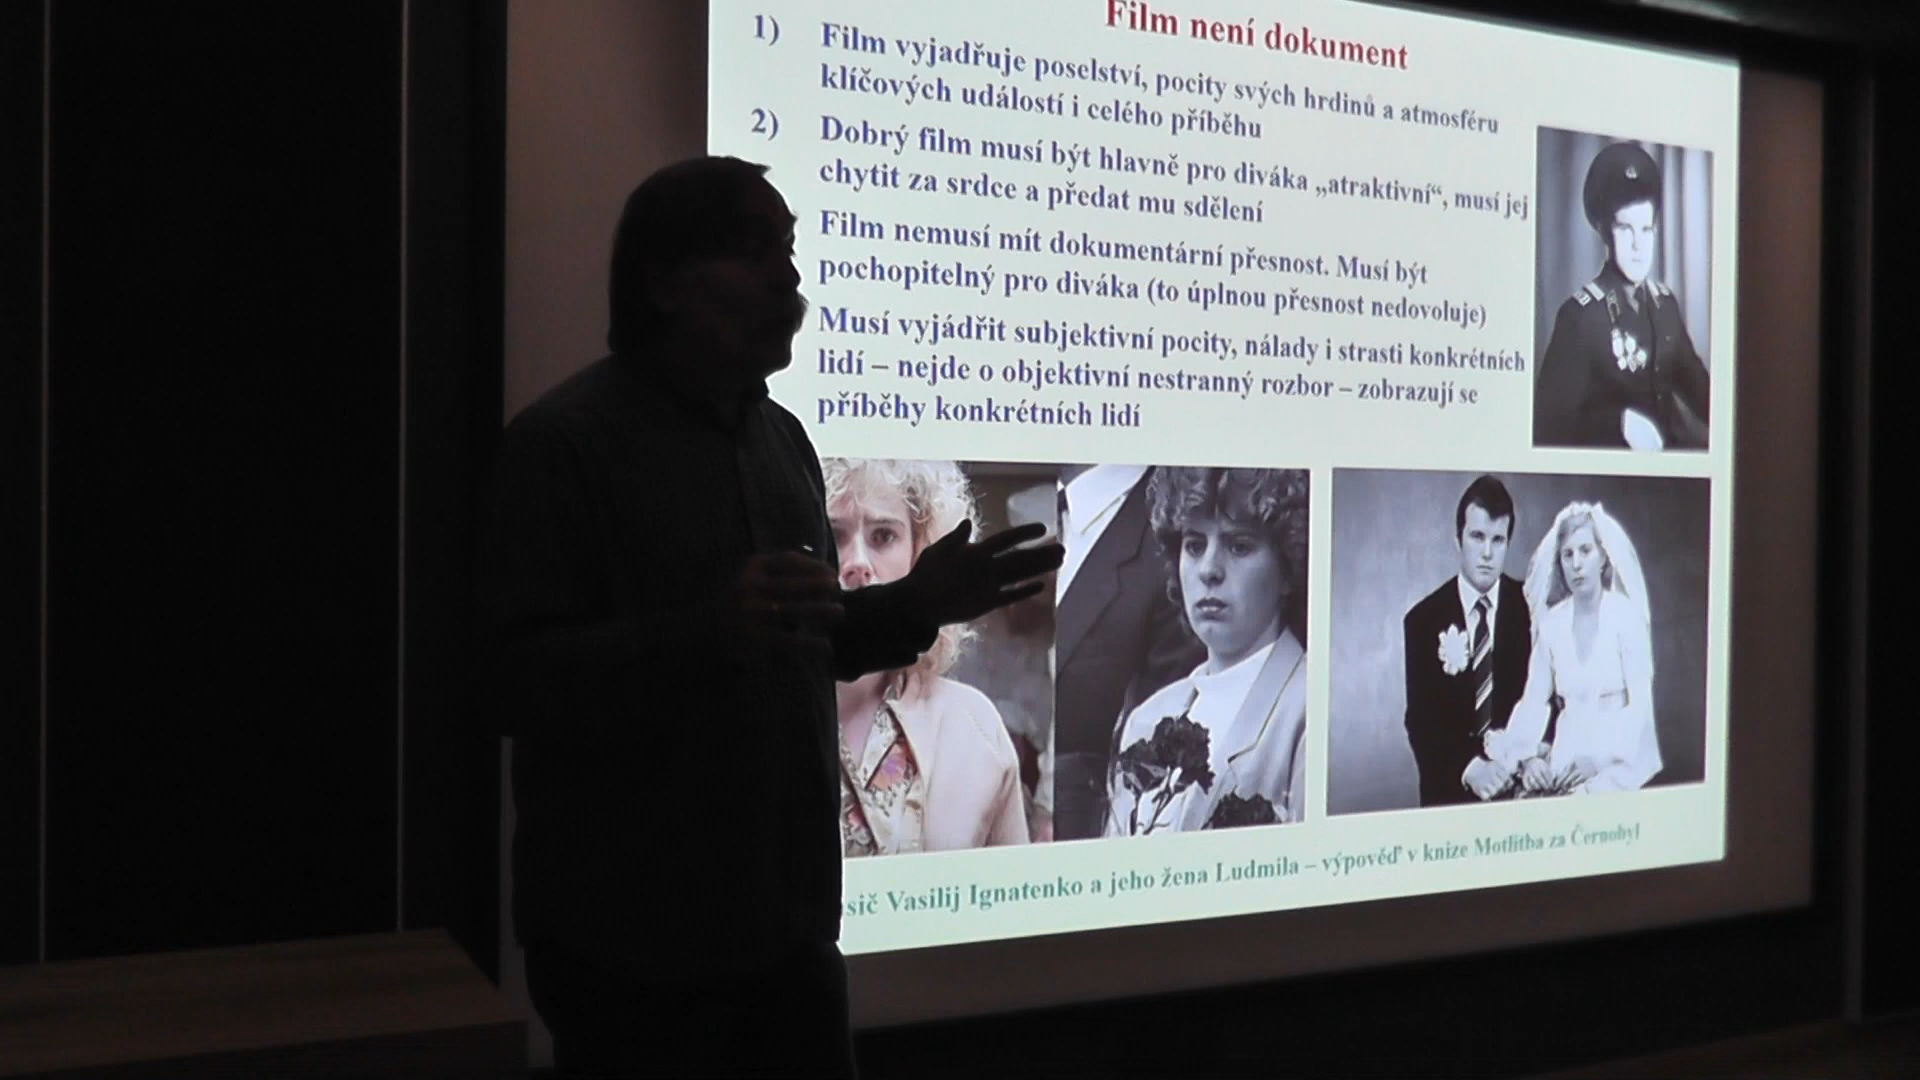 Film není dokument
1) Film vyjadřuje poselství, pocity svých hrdinů a atmosféru
klíčových událostí i celého příběhu
2) Dobrý film musí být hlavně pro diváka „atraktivní“, musí jej
chytit za srdce a předat mu sdělení
Film nemusí mít dokumentární přesnost. Musí být
pochopitelný pro diváka (to úplnou přesnost nedovoluje)
Musí vyjádřit subjektivní pocity, nálady i strasti konkrétních
lidí – nejde o objektivní nestranný rozbor – zobrazují se
příběhy konkrétních lidí
sič Vasilij Ignatenko a jeho žena Ludmila – výpověď v knize Motlitba za Černobyl